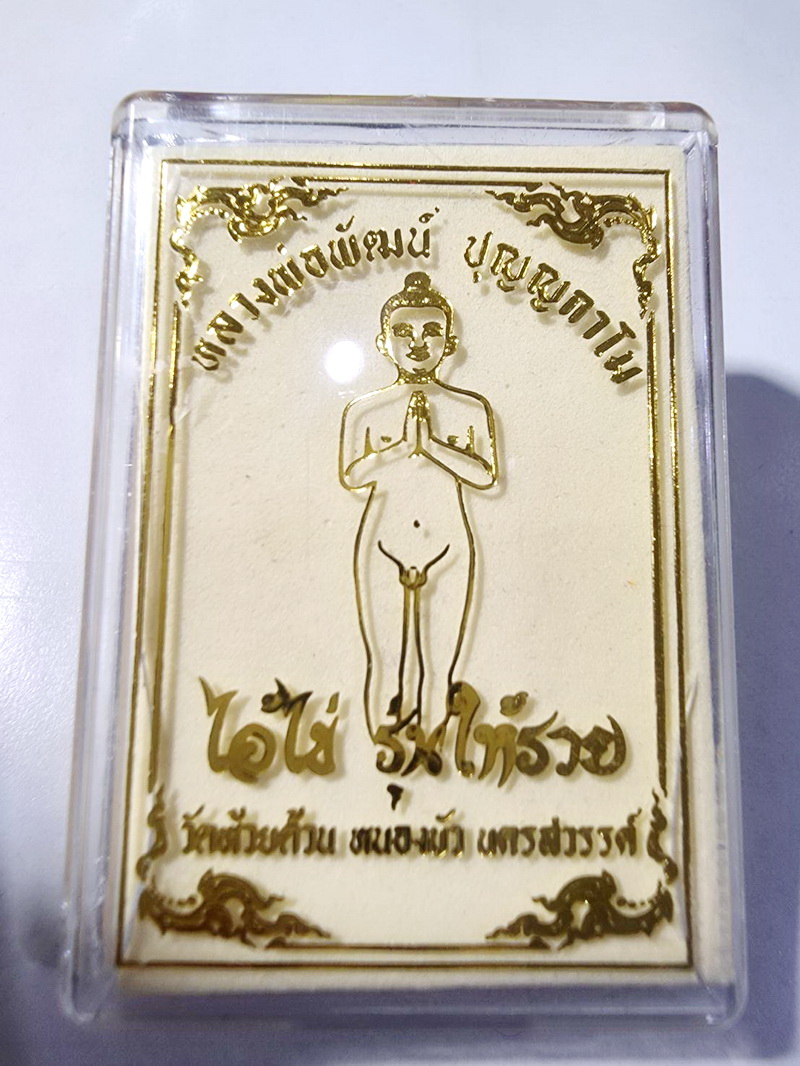 หลวงพ่อพัฒน์ ปุญญกาโม
ไอ้ไข่ รุ่นให้รวย
วัดห้วยด้วน หนองบัว นครสวรรค์